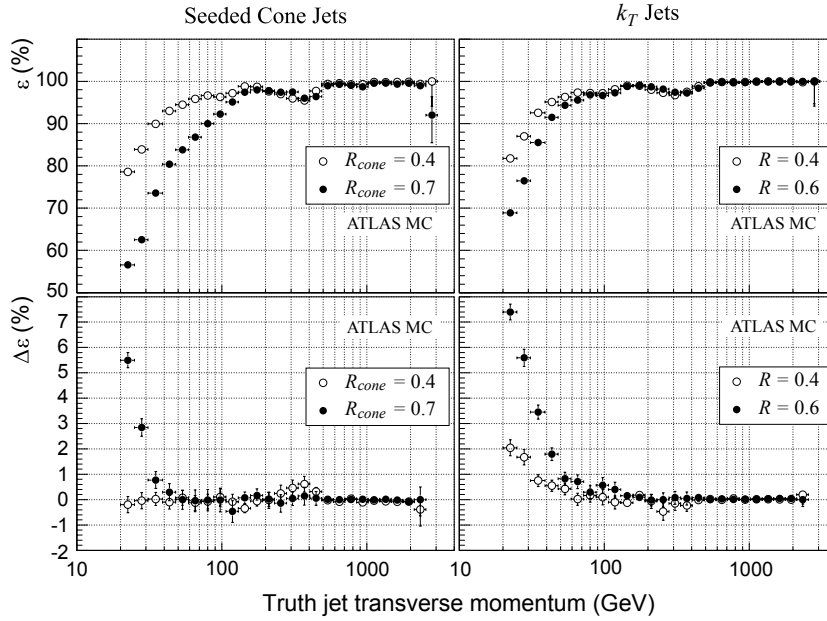 Seeded Cone Jets
k_T Jets
ε (%)
100
90
80
70
60
50
R_cone = 0.4
R_cone = 0.7
ATLAS MC
R = 0.4
R = 0.6
ATLAS MC
Δε (%)
7
6
5
4
3
2
1
0
-1
-2
ATLAS MC
R_cone = 0.4
R_cone = 0.7
ATLAS MC
R = 0.4
R = 0.6
10
100
1000
10
100
1000
Truth jet transverse momentum (GeV)